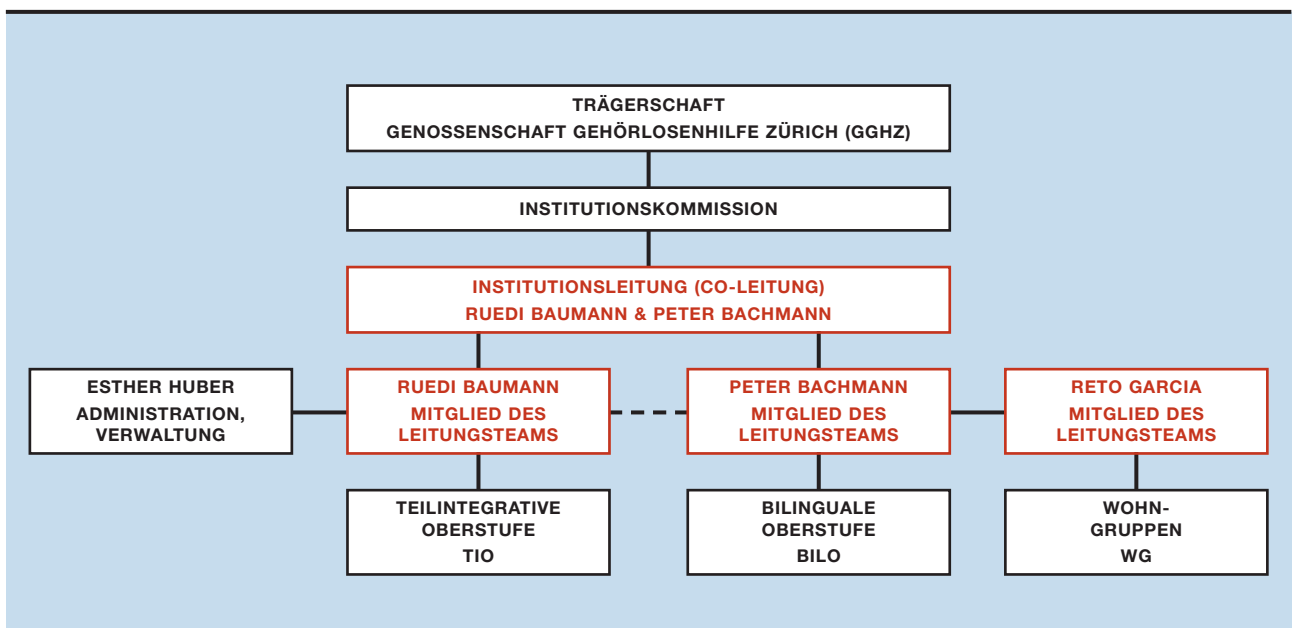 TRÄGERSCHAFT
GENOSSENSCHAFT GEHÖRLOSENHILFE ZÜRICH (GGHZ)
INSTITUTIONSKOMMISSION
INSTITUTIONSLEITUNG (CO-LEITUNG)
RUEDI BAUMANN & PETER BACHMANN
ESTHER HUBER
ADMINISTRATION,
VERWALTUNG
RUEDI BAUMANN
MITGLIED DES
LEITUNGSTEAMS
PETER BACHMANN
MITGLIED DES
LEITUNGSTEAMS
RETO GARCIA
MITGLIED DES
LEITUNGSTEAMS
TEILINTEGRATIVE
OBERSTUFE
TIO
BILINGUALE
OBERSTUFE
BILO
WOHN-
GRUPPEN
WG